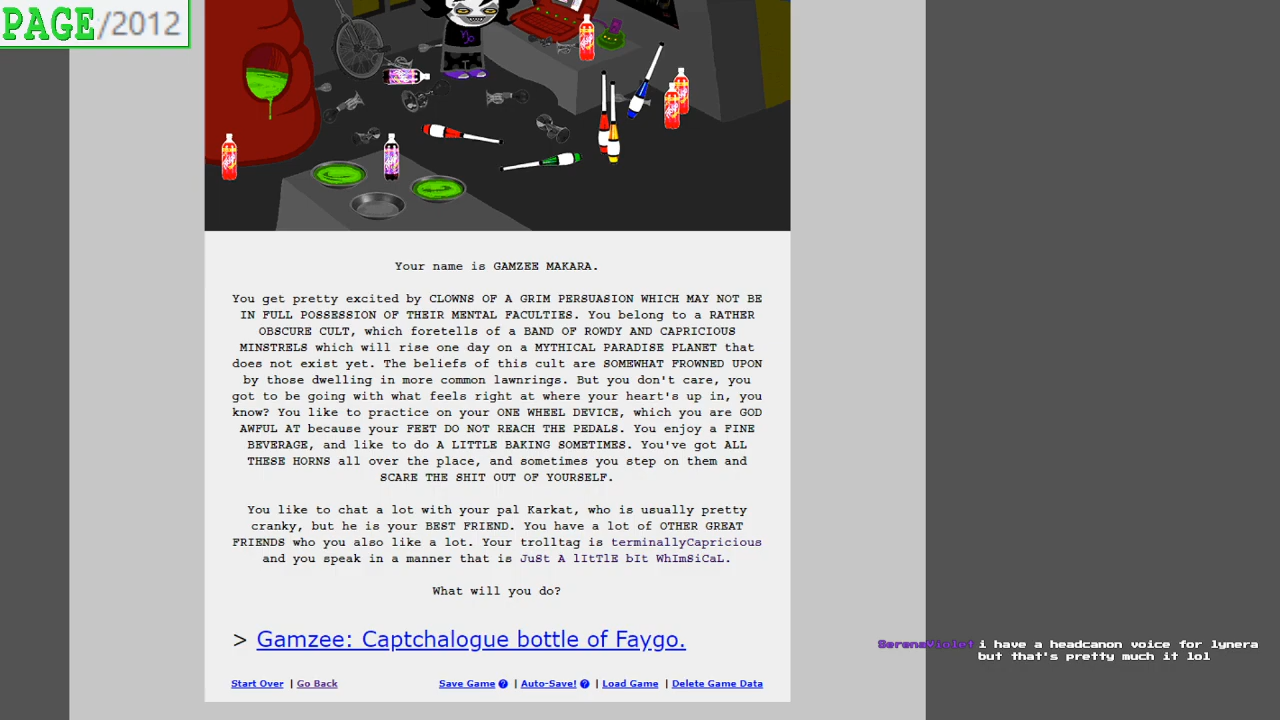 PAGE/2012
Your name is GAMZEE MAKARA.
You get pretty excited by CLOWNS OF A GRIM PERSUASION WHICH MAY NOT BE
IN FULL POSSESSION OF THEIR MENTAL FACULTIES. You belong to a RATHER
OBSCURE CULT, which foretells of a BAND OF ROWDY AND CAPRICIOUS
MINSTRELS which will rise one day on a MYTHICAL PARADISE PLANET that
does not exist yet. The beliefs of this cult are SOMEWHAT FROWNED UPON
by those dwelling in more common lawnrings. But you don't care, you
got to be going with what feels right at where your heart's up in, you
know? You like to practice on your ONE WHEEL DEVICE, which you are GOD
AWFUL AT because your FEET DO NOT REACH THE PEDALS. You enjoy a FINE
BEVERAGE, and like to do A LITTLE BAKING SOMETIMES. You've got ALL
THESE HORNS all over the place, and sometimes you step on them and
SCARE THE SHIT OUT OF YOURSELF.
You like to chat a lot with your pal Karkat, who is usually pretty
cranky, but he is your BEST FRIEND. You have a lot of OTHER GREAT
FRIENDS who you also like a lot. Your trolltag is terminallyCapricious
and you speak in a manner that is JuSt A lItTlE bIt WhImSiCaL.
What will you do?
> Gamzee: Captchalogue bottle of Faygo.
Start Over | Go Back Save Game ? | Auto-Save! ? | Load Game | Delete Game Data
SerenaViolet i have a headcanon voice for lynera
but that's pretty much it lol